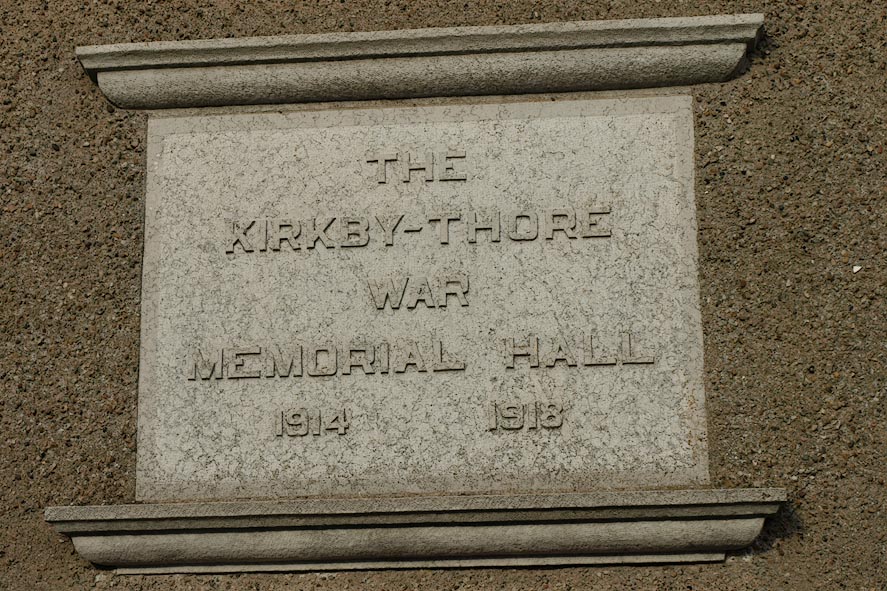 THE
KIRKBY-THORE
WAR
MEMORIAL HALL
1914 1918